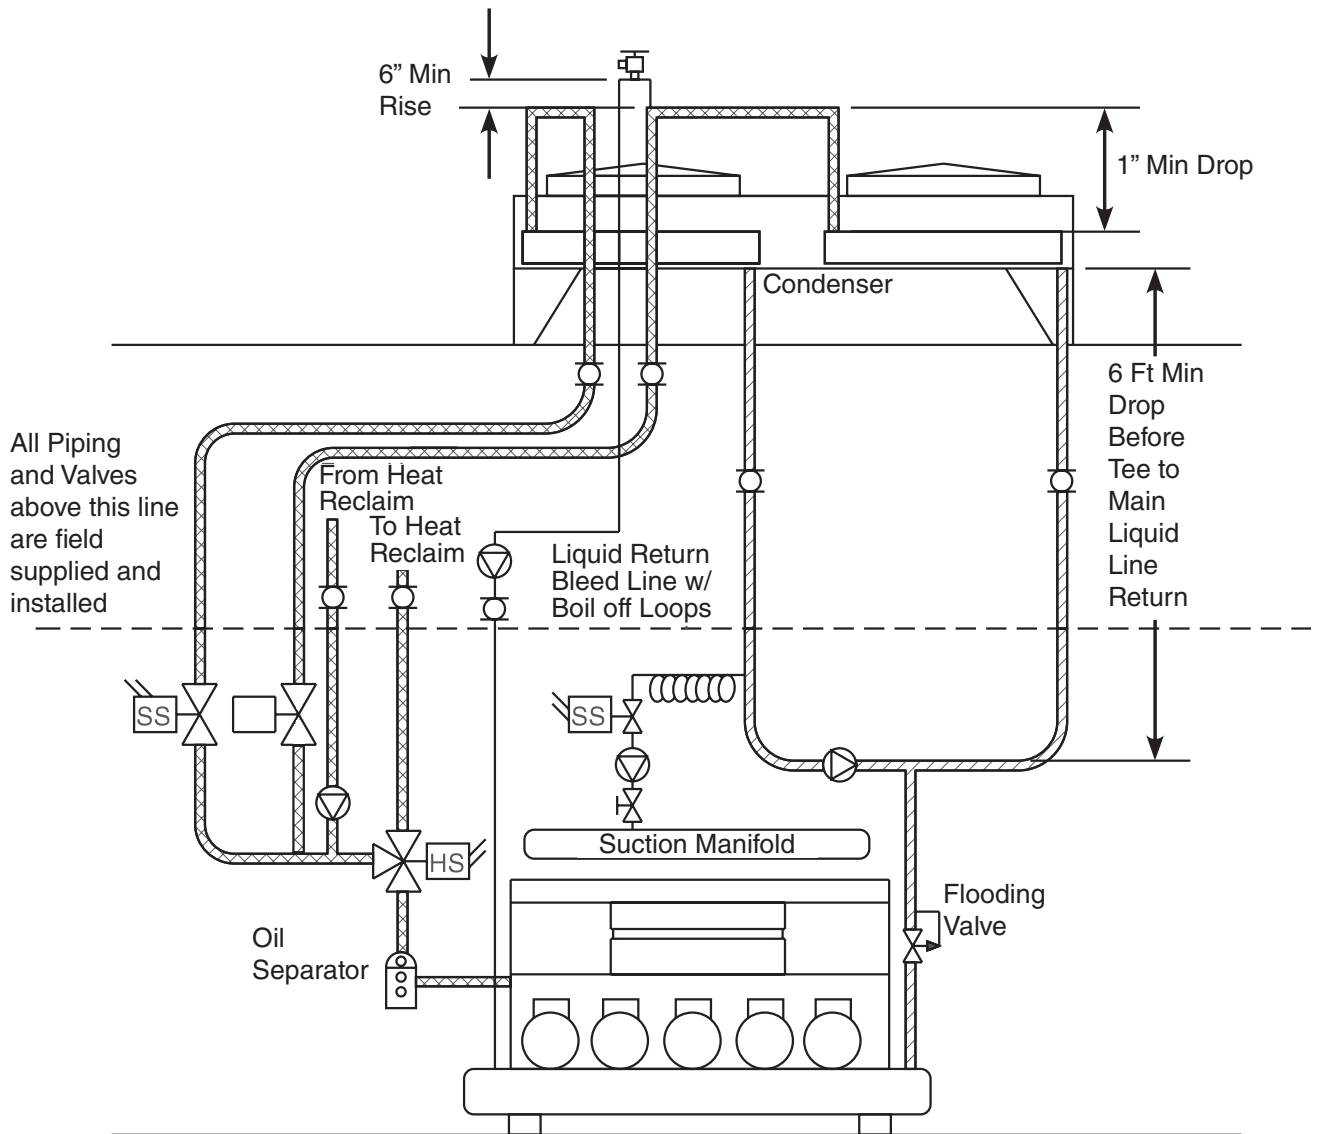 6” Min
Rise
1” Min Drop
Condenser
6 Ft Min
Drop
Before
Tee to
Main
Liquid
Line
Return
All Piping
and Valves
above this line
are field
supplied and
installed
From Heat
Reclaim
To Heat
Reclaim
Liquid Return
Bleed Line w/
Boil off Loops
SS
SS
Suction Manifold
HS
Flooding
Valve
Oil
Separator